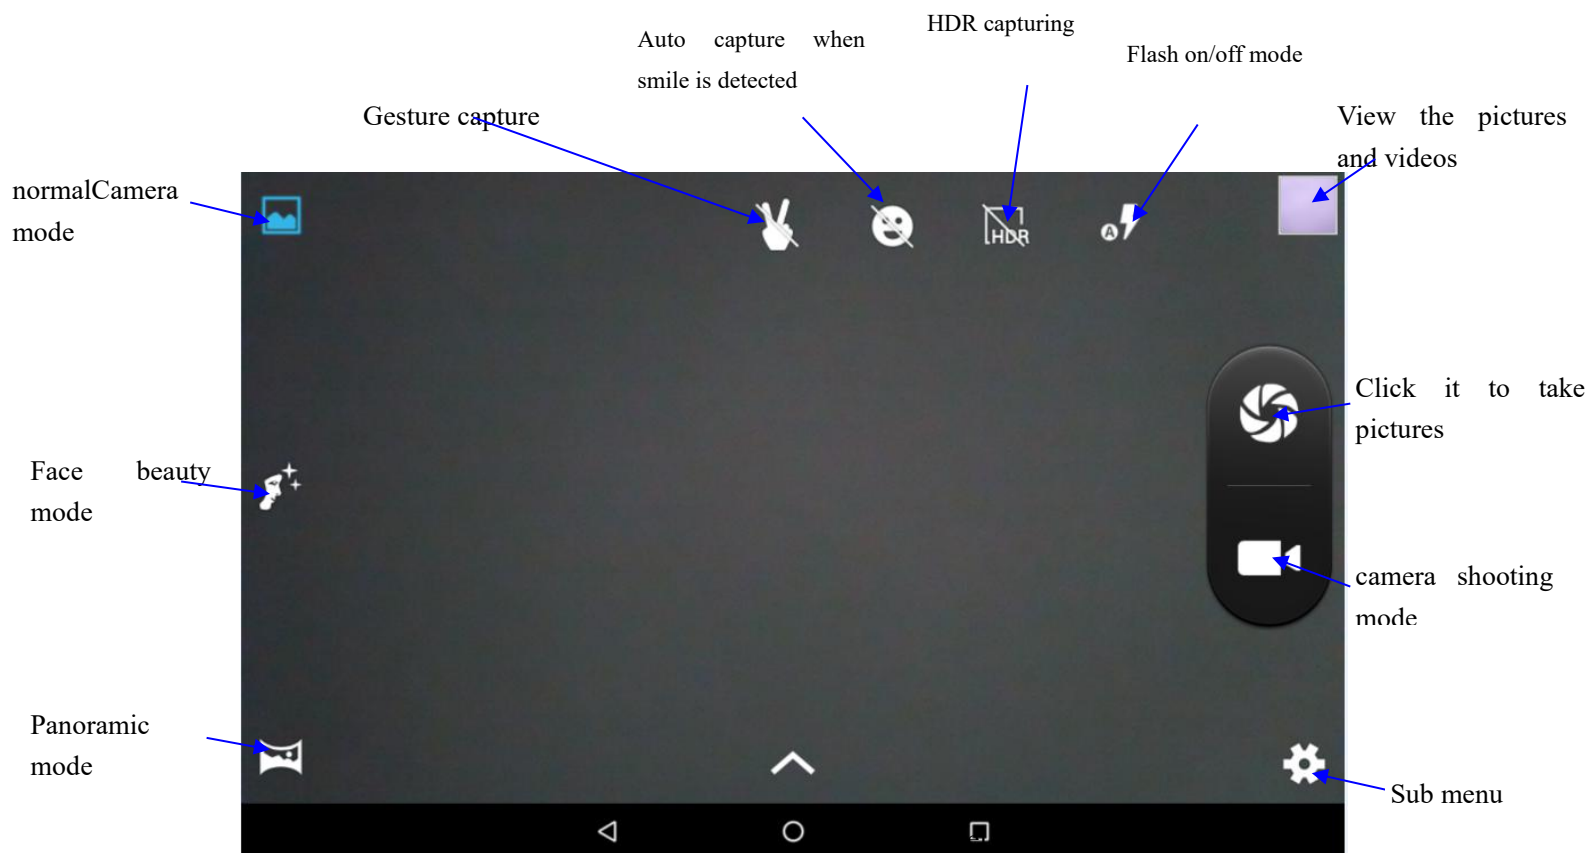 HDR capturing
Auto capture when
smile is detected
Flash on/off mode
Gesture capture
View the pictures
and videos
normalCamera
mode
HDR
A
Click it to take
pictures
Face beauty
mode
camera shooting
mode
Panoramic
mode
Sub menu